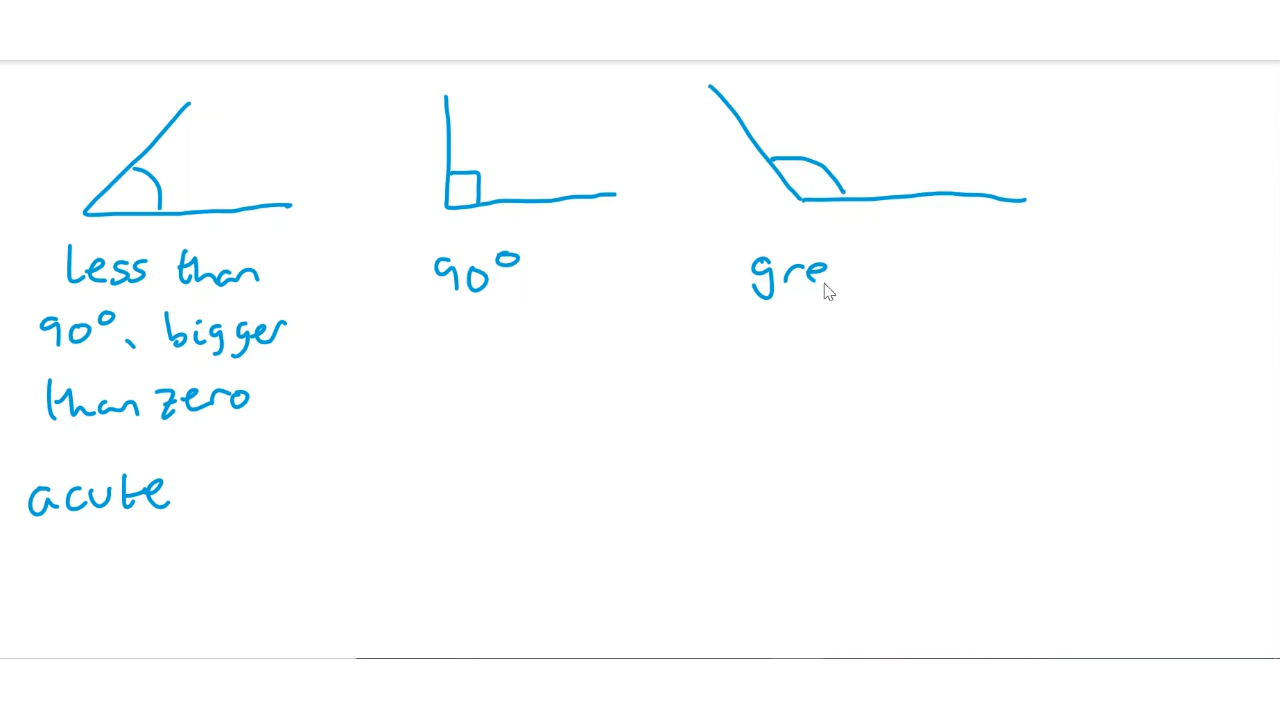 less than
90°, bigger
than zero
acute
90°
gre